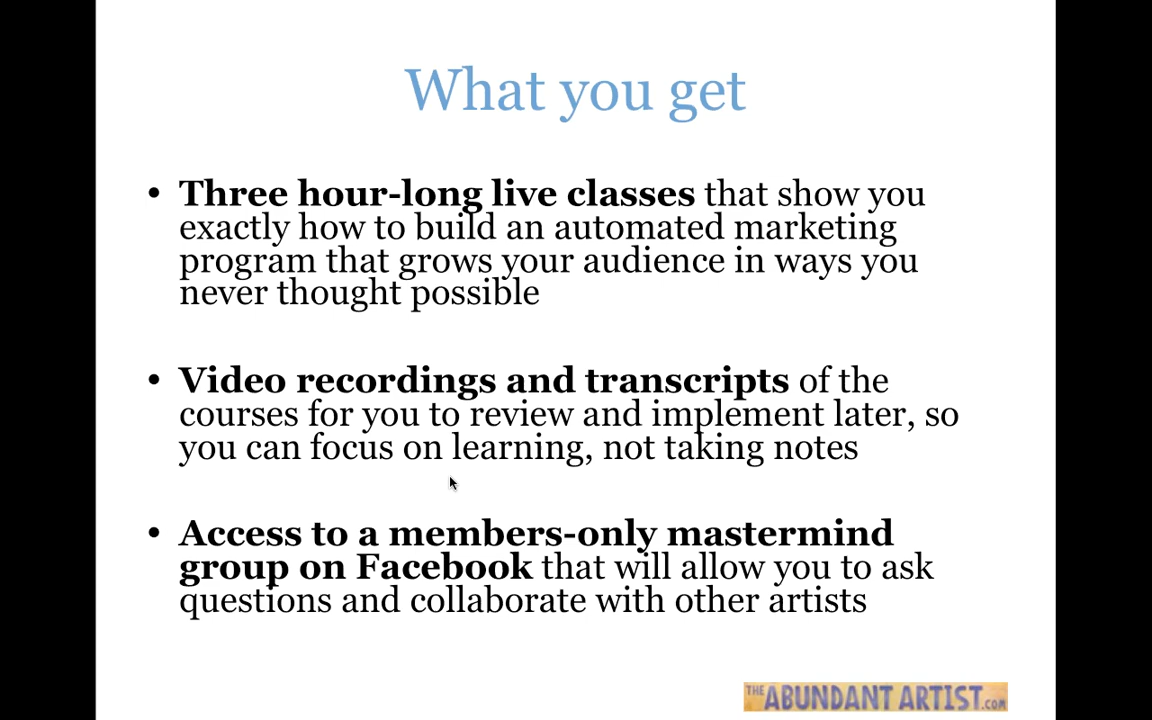 What you get
• Three hour-long live classes that show you
exactly how to build an automated marketing
program that grows your audience in ways you
never thought possible
• Video recordings and transcripts of the
courses for you to review and implement later, so
you can focus on learning, not taking notes
• Access to a members-only mastermind
group on Facebook that will allow you to ask
questions and collaborate with other artists
THE ABUNDANT ARTIST.com